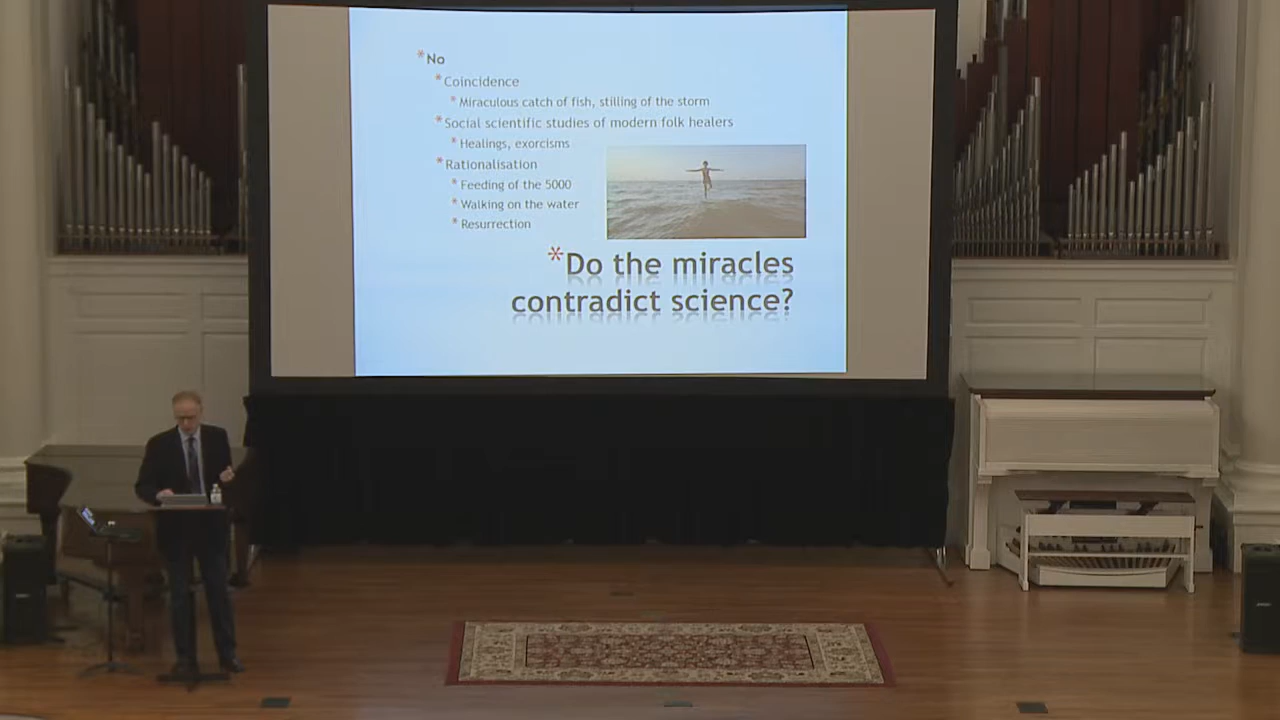 *No
*Coincidence
*Miraculous catch of fish, stilling of the storm
*Social scientific studies of modern folk healers
*Healings, exorcisms
*Rationalisation
*Feeding of the 5000
*Walking on the water
*Resurrection
*Do the miracles
contradict science?